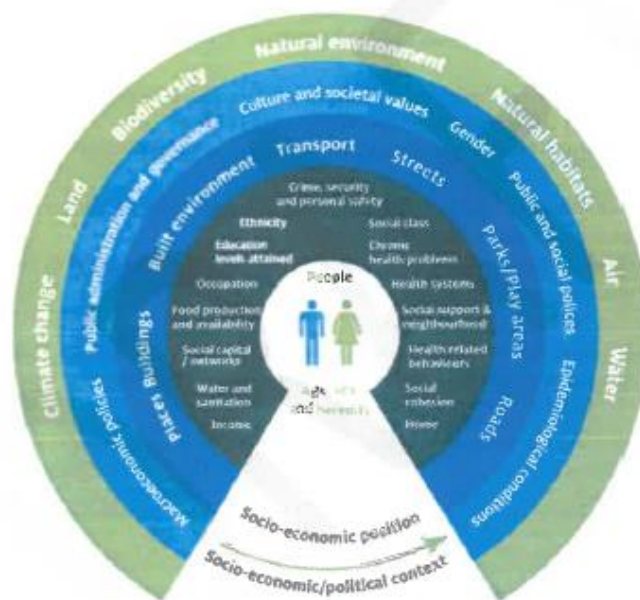 Natural environment
Biodiversity
Natural habitats
Land
Air
Climate change
Water
Culture and societal values
Public administration and governance
Gender
Public and social polices
Macroeconomic policies
Epidemiological conditions
Transport
Built environment
Streets
Places Buildings
Parks/Play areas
Roads
Crime, security
and personal safety
Ethnicity
Social class
Education
levels attained
Chronic
health problems
People
Occupation
Health systems
Food production
and availability
Social support &
neighbourhood
Social capital
/ networks
Health related
behaviours
Water and
sanitation
Social
cohesion
Income
Home
Age,
and
Socio-economic position
Socio-economic/political context